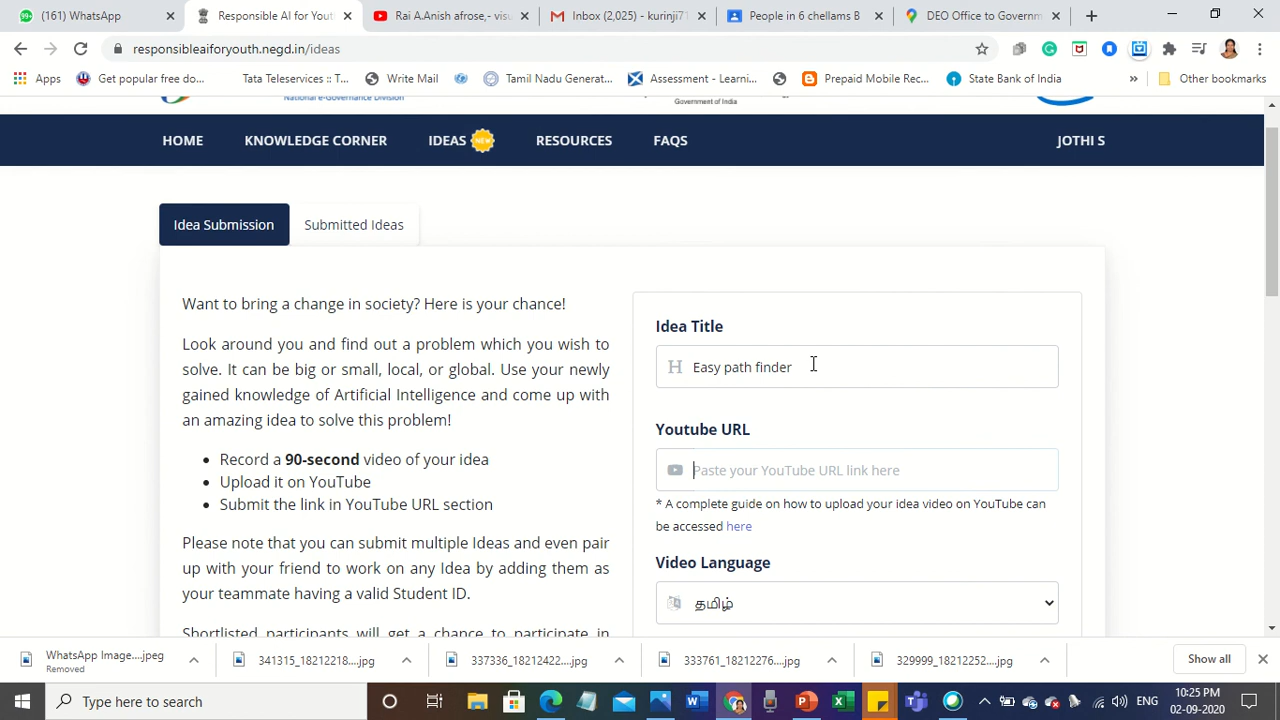 (161) WhatsApp
Responsible AI for Yout
Rai A.Anish afrose,- visu
Inbox (2,025) - kurinji71
People in 6 chellams B
DEO Office to Governm
responsibleaiforyouth.negd.in/ideas
Apps
Get popular free do...
Tata Teleservices :: T...
Write Mail
Tamil Nadu Generat...
Assessment - Learni...
Prepaid Mobile Rec...
State Bank of India
»
Other bookmarks
National e-Governance Division
Government of India
HOME
KNOWLEDGE CORNER
IDEAS NEW
RESOURCES
FAQS
JOTHI S
Idea Submission
Submitted Ideas
Want to bring a change in society? Here is your chance!
Look around you and find out a problem which you wish to
solve. It can be big or small, local, or global. Use your newly
gained knowledge of Artificial Intelligence and come up with
an amazing idea to solve this problem!
• Record a 90-second video of your idea
• Upload it on YouTube
• Submit the link in YouTube URL section
Please note that you can submit multiple Ideas and even pair
up with your friend to work on any Idea by adding them as
your teammate having a valid Student ID.
Shortlisted participants will get a chance to participate in
Idea Title
Easy path finder
Youtube URL
Paste your YouTube URL link here
* A complete guide on how to upload your idea video on YouTube can
be accessed here
Video Language
தமிழ்
WhatsApp Image....jpeg
Removed
341315_18212218....jpg
337336_18212422....jpg
333761_18212276....jpg
329999_18212252....jpg
Show all
Type here to search
ENG
10:25 PM
02-09-2020